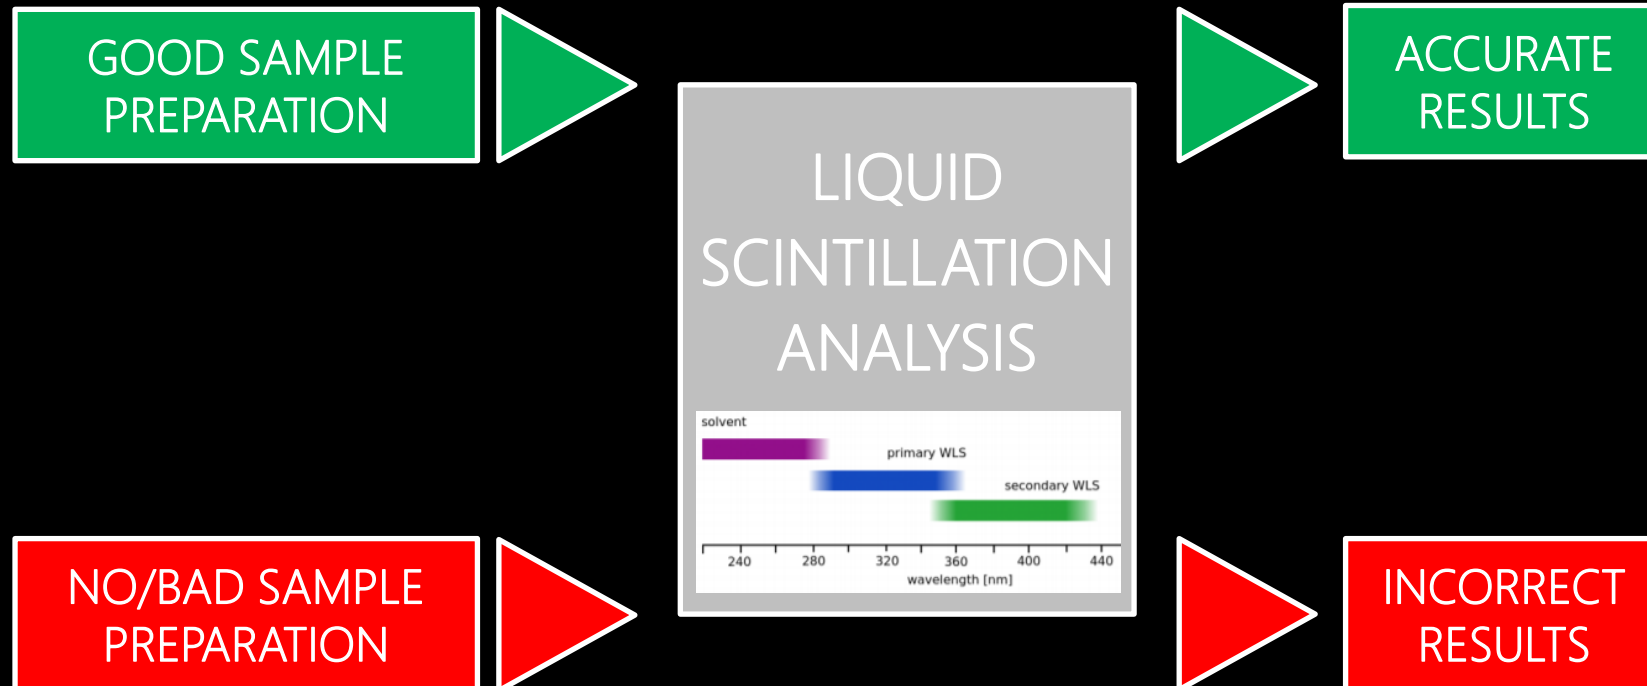 GOOD SAMPLE
PREPARATION
ACCURATE
RESULTS
LIQUID
SCINTILLATION
ANALYSIS
solvent
primary WLS
secondary WLS
240 280 320 360 400 440
wavelength [nm]
NO/BAD SAMPLE
PREPARATION
INCORRECT
RESULTS